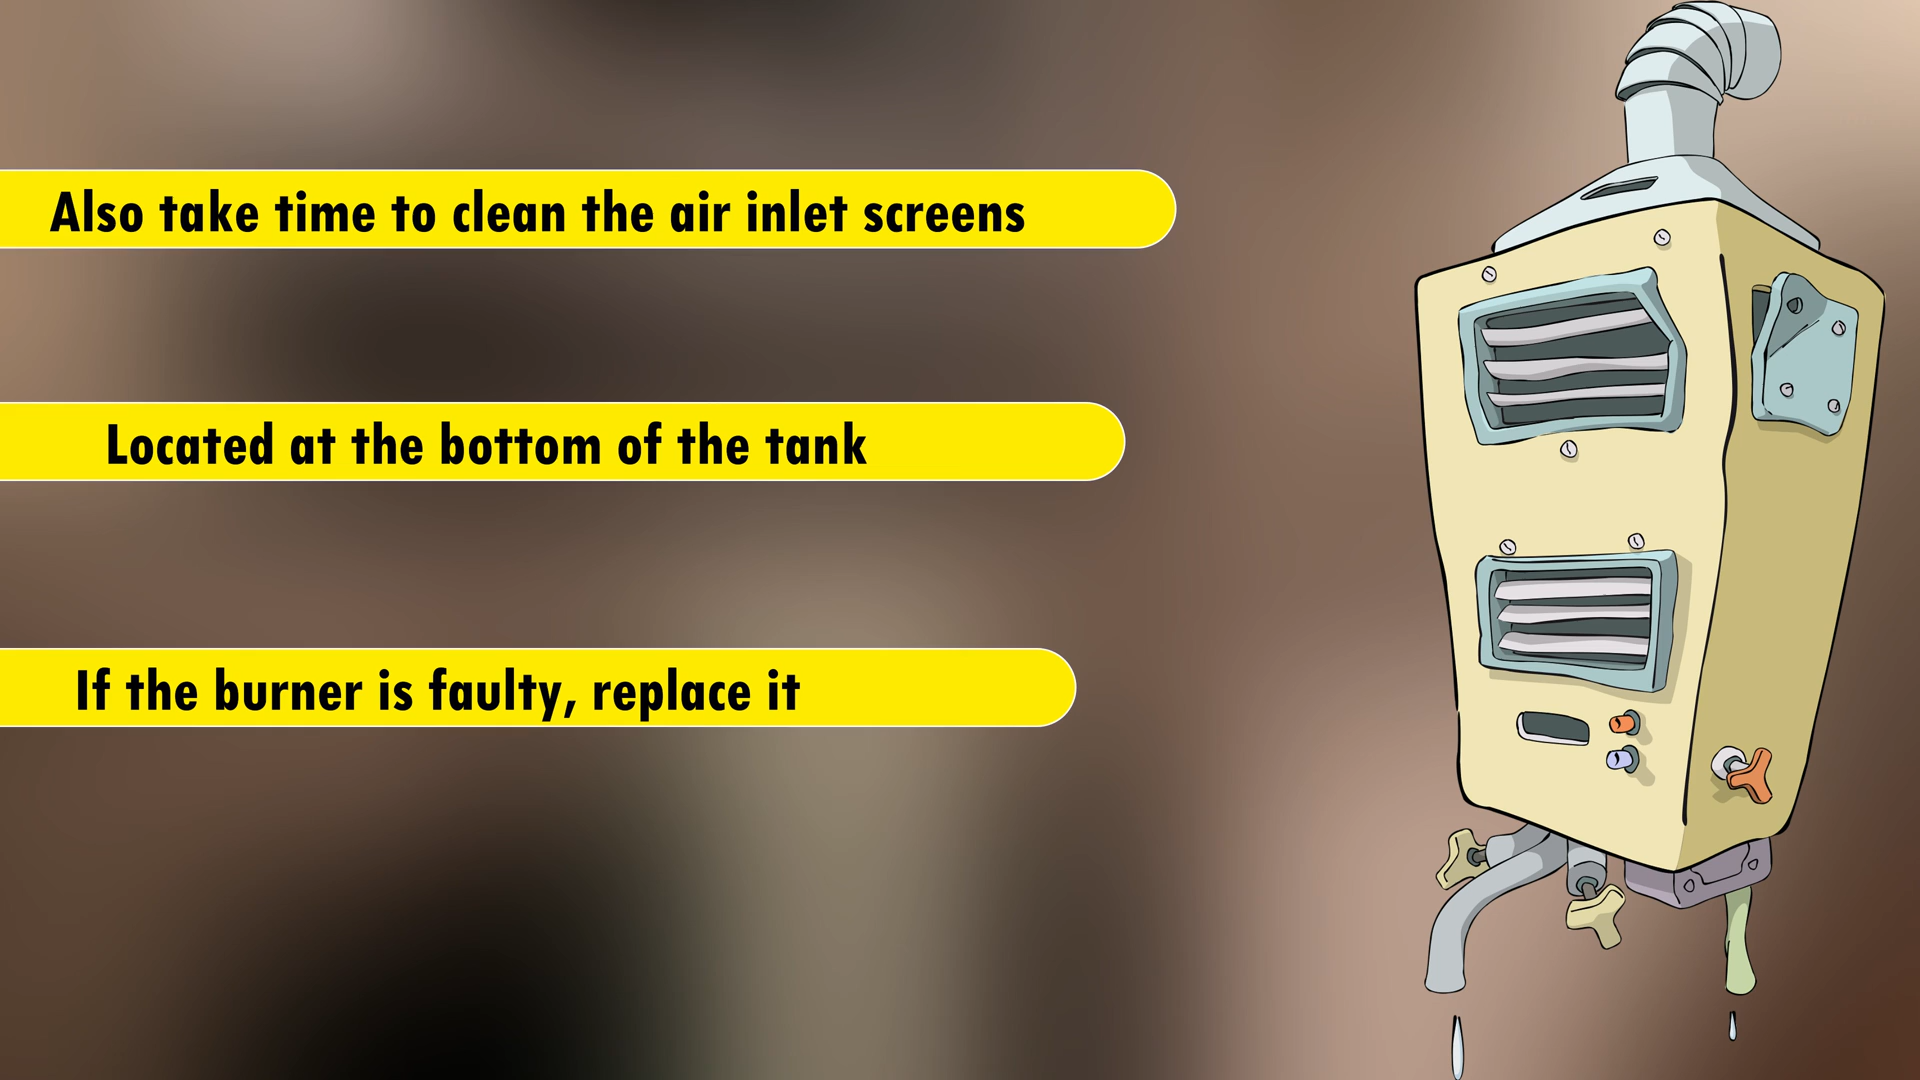 Also take time to clean the air inlet screens
Located at the bottom of the tank
If the burner is faulty, replace it